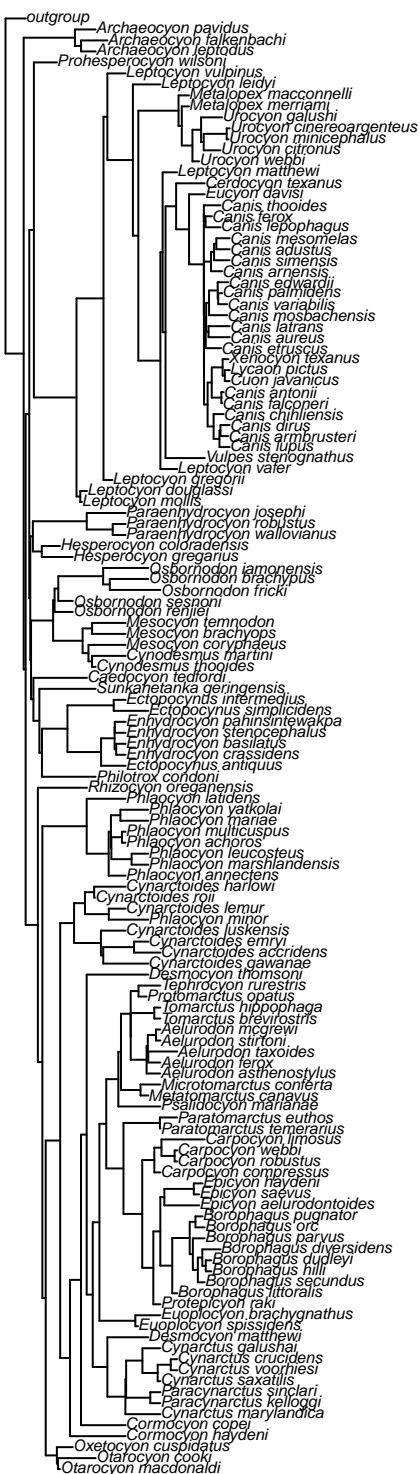 outgroup
Archaeocyon pavidus
Archaeocyon falkenbachi
Archaeocyon leptodus
Prohesperocyon wilsoni
Leptocyon vulpinus
Leptocyon leidyi
Metalopex macconnelli
Metalopex merriami
Urocyon galushi
Urocyon cinereoargenteus
Urocyon minicephalus
Urocyon citronus
Urocyon webbi
Leptocyon matthewi
Cerdocyon texanus
Eucyon davisi
Canis thooides
Canis ferox
Canis lepophagus
Canis mesomelas
Canis adustus
Canis simensis
Canis arnensis
Canis edwardii
Canis palmidens
Canis variabilis
Canis mosbachensis
Canis latrans
Canis aureus
Canis etruscus
Xenocyon texanus
Lycaon pictus
Cuon javanicus
Canis antonii
Canis falconeri
Canis chihliensis
Canis dirus
Canis armbrusteri
Canis lupus
Vulpes stenognathus
Leptocyon vafer
Leptocyon gregorii
Leptocyon douglassi
Leptocyon mollis
Paraenhydrocyon josephi
Paraenhydrocyon robustus
Paraenhydrocyon wallovianus
Hesperocyon coloradensis
Hesperocyon gregarius
Osbornodon iamonensis
Osbornodon brachypus
Osbornodon fricki
Osbornodon sesnoni
Osbornodon renjiei
Mesocyon temnodon
Mesocyon brachyops
Mesocyon coryphaeus
Cynodesmus martini
Cynodesmus thooides
Caedocyon tedfordi
Sunkahetanka geringensis
Ectopocynus intermedius
Ectopocynus simplicidens
Enhydrocyon pahinsintewakpa
Enhydrocyon stenocephalus
Enhydrocyon basilatus
Enhydrocyon crassidens
Ectopocynus antiquus
Philotrox condoni
Rhizocyon oreganensis
Phlaocyon latidens
Phlaocyon yatkolai
Phlaocyon mariae
Phlaocyon multicuspus
Phlaocyon achoros
Phlaocyon leucosteus
Phlaocyon marshlandensis
Phlaocyon annectens
Cynarctoides harlowi
Cynarctoides roii
Cynarctoides lemur
Phlaocyon minor
Cynarctoides luskensis
Cynarctoides emryi
Cynarctoides accridens
Cynarctoides gawanae
Desmocyon thomsoni
Tephrocyon rurestris
Protomarctus opatus
Tomarctus hippophaga
Tomarctus brevirostris
Aelurodon mcgrewi
Aelurodon stirtoni
Aelurodon taxoides
Aelurodon ferox
Aelurodon asthenostylus
Microtomarctus conferta
Metatomarctus canavus
Psalidocyon marianae
Paratomarctus euthos
Paratomarctus temerarius
Carpocyon limosus
Carpocyon webbi
Carpocyon robustus
Carpocyon compressus
Epicyon haydeni
Epicyon saevus
Epicyon aelurodontoides
Borophagus pugnator
Borophagus orc
Borophagus parvus
Borophagus diversidens
Borophagus dudleyi
Borophagus hilli
Borophagus secundus
Borophagus littoralis
Protepicyon raki
Euoplocyon brachygnathus
Euoplocyon spissidens
Desmocyon matthewi
Cynarctus galushai
Cynarctus crucidens
Cynarctus voorhiesi
Cynarctus saxatilis
Paracynarctus sinclari
Paracynarctus kelloggi
Cynarctus marylandica
Cormocyon copei
Cormocyon haydeni
Oxetocyon cuspidatus
Otarocyon cooki
Otarocyon macdonaldi